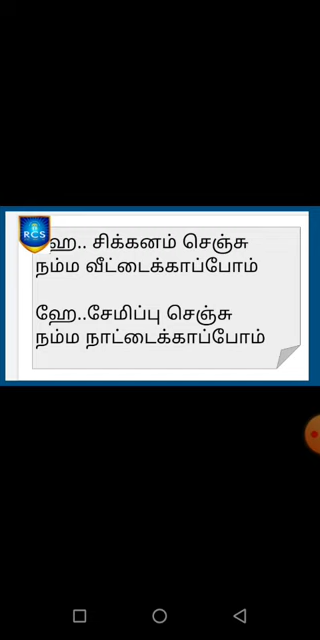 RCS
ஹே.. சிக்கனம் செஞ்சு
நம்ம வீட்டைக்காப்போம்
ஹே..சேமிப்பு செஞ்சு
நம்ம நாட்டைக்காப்போம்